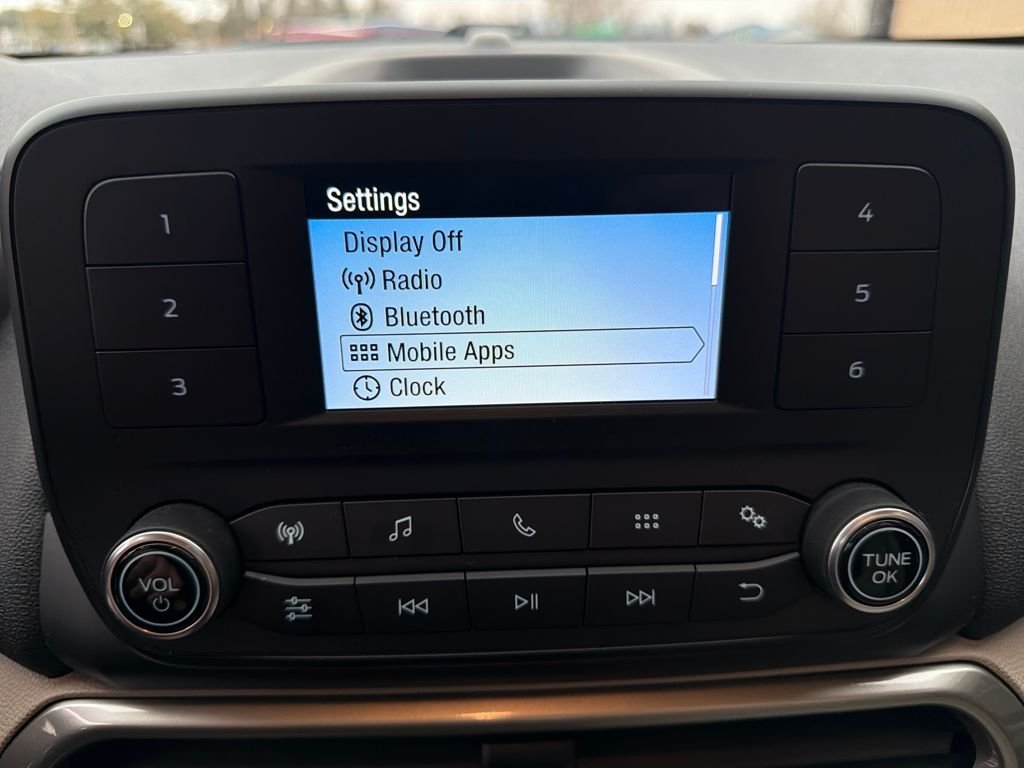 Settings
Display Off
Radio
Bluetooth
Mobile Apps
Clock
1
2
3
4
5
6
VOL
TUNE
OK